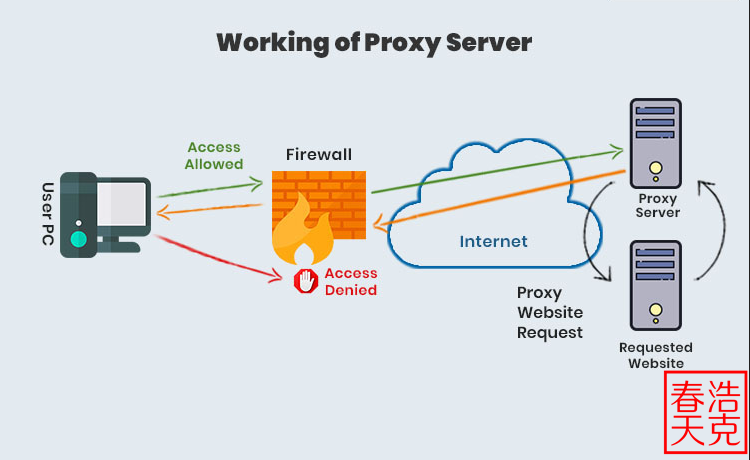 Working of Proxy Server
User PC
Access
Allowed
Firewall
Access
Denied
Internet
Proxy
Server
Proxy
Website
Request
Requested
Website
浩克
春天